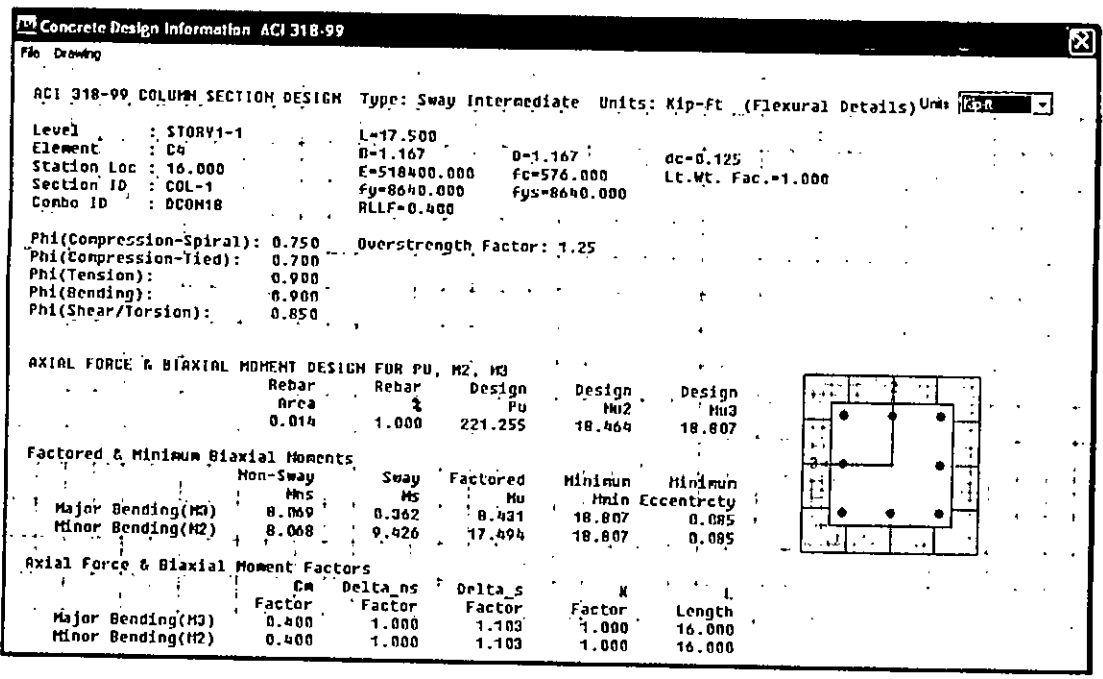 Concrete Design Information ACI 318-99
File Drawing
ACI 318-99 COLUMN SECTION DESIGN Type: Sway Intermediate Units: Kip-ft (Flexural Details) Units Kip-ft
Level : STORY1-1 L=17.500
Element : C4 B=1.167 D=1.167 dc=0.125
Station Loc : 16.000 E=518400.000 fc=576.000 Lt.Wt. Fac.=1.000
Section ID : COL-1 fy=8640.000 fys=8640.000
Combo ID : DCON18 RLLF=0.400
Phi(Compression-Spiral): 0.750 Overstrength Factor: 1.25
Phi(Compression-Tied): 0.700
Phi(Tension): 0.900
Phi(Bending): 0.900
Phi(Shear/Torsion): 0.850
AXIAL FORCE & BIAXIAL MOMENT DESIGN FOR PU, M2, M3
Rebar Rebar Design Design Design
Area % Pu Mu2 Mu3
0.014 1.000 221.255 18.464 18.807
2
3
Factored & Minimum Biaxial Moments
Non-Sway Sway Factored Minimum Minimum
Mns Ms Mu Mmin Eccentrcty
Major Bending(M3) 8.069 0.362 8.431 18.807 0.085
Minor Bending(M2) 8.068 9.426 17.494 18.807 0.085
Axial Force & Biaxial Moment Factors
Cm Delta_ns Delta_s K L
Factor Factor Factor Factor Length
Major Bending(M3) 0.400 1.000 1.103 1.000 16.000
Minor Bending(M2) 0.400 1.000 1.103 1.000 16.000